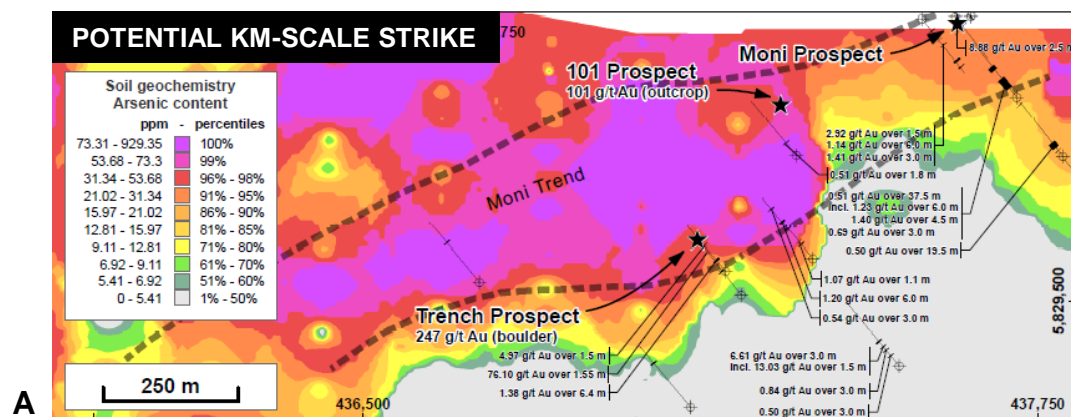 POTENTIAL KM-SCALE STRIKE
750
Moni Prospect
8.88 g/t Au over 2.5 m
101 Prospect
101 g/t Au (outcrop)
Soil geochemistry
Arsenic content
ppm - percentiles
73.31 - 929.35 100%
53.68 - 73.3 99%
31.34 - 53.68 96% - 98%
21.02 - 31.34 91% - 95%
15.97 - 21.02 86% - 90%
12.81 - 15.97 81% - 85%
9.11 - 12.81 71% - 80%
6.92 - 9.11 61% - 70%
5.41 - 6.92 51% - 60%
0 - 5.41 1% - 50%
Moni Trend
2.92 g/t Au over 1.5 m
1.14 g/t Au over 6.0 m
1.41 g/t Au over 3.0 m
0.51 g/t Au over 1.8 m
0.51 g/t Au over 37.5 m
Incl. 1.23 g/t Au over 6.0 m
1.40 g/t Au over 4.5 m
0.69 g/t Au over 3.0 m
0.50 g/t Au over 19.5 m
1.07 g/t Au over 1.1 m
1.20 g/t Au over 6.0 m
0.54 g/t Au over 3.0 m
Trench Prospect
247 g/t Au (boulder)
4.97 g/t Au over 1.5 m
76.10 g/t Au over 1.55 m
1.38 g/t Au over 6.4 m
6.61 g/t Au over 3.0 m
Incl. 13.03 g/t Au over 1.5 m
0.84 g/t Au over 3.0 m
0.50 g/t Au over 3.0 m
5,829,500
250 m
A
436,500
437,750